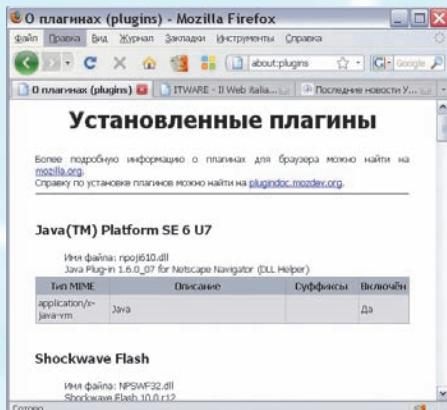 О плагинах (plugins) - Mozilla Firefox
Файл Правка Вид Журнал Закладки Инструменты Справка
about:plugins Google
О плагинах (plugins) ITWARE - Il Web italia... Последние новости У...
Установленные плагины
Более подробную информацию о плагинах для браузера можно найти на
mozilla.org.
Справку по установке плагинов можно найти на plugindoc.mozdev.org.
Java(TM) Platform SE 6 U7
Имя файла: npoji610.dll
Java Plug-in 1.6.0_07 for Netscape Navigator (DLL Helper)
Тип MIME Описание Суффиксы Включён
application/x-
java-vm Java Да
Shockwave Flash
Имя файла: NPSWF32.dll
Shockwave Flash 10.0 r12
Готово